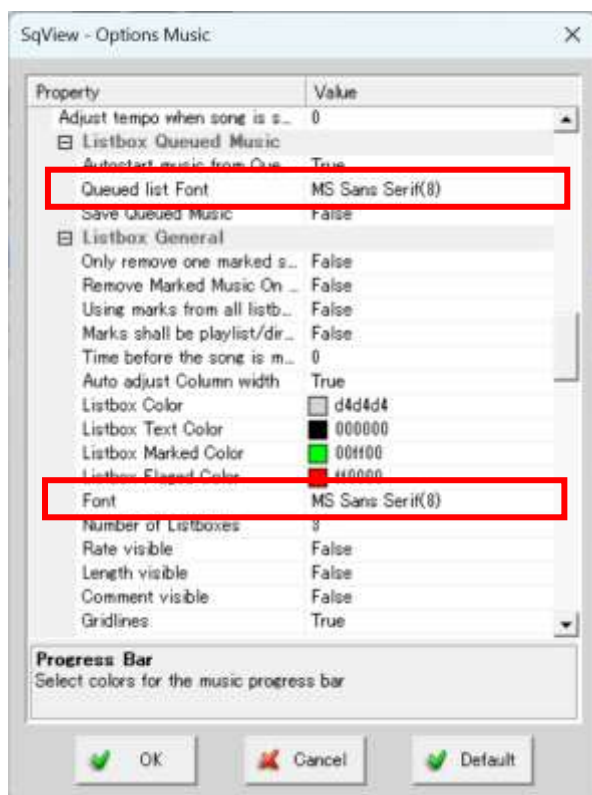 SqView - Options Music
Property Value
Adjust tempo when song is s... 0
Listbox Queued Music
Autostart music from Que True
Queued list Font MS Sans Serif(8)
Save Queued Music False
Listbox General
Only remove one marked s... False
Remove Marked Music On ... False
Using marks from all listb... False
Marks shall be playlist/dir... False
Time before the song is m... 0
Auto adjust Column width True
Listbox Color d4d4d4
Listbox Text Color 000000
Listbox Marked Color 00ff00
Listbox Flaged Color ff0000
Font MS Sans Serif(8)
Number of Listboxes
Rate visible False
Length visible False
Comment visible False
Gridlines True
Progress Bar
Select colors for the music progress bar
OK Cancel Default